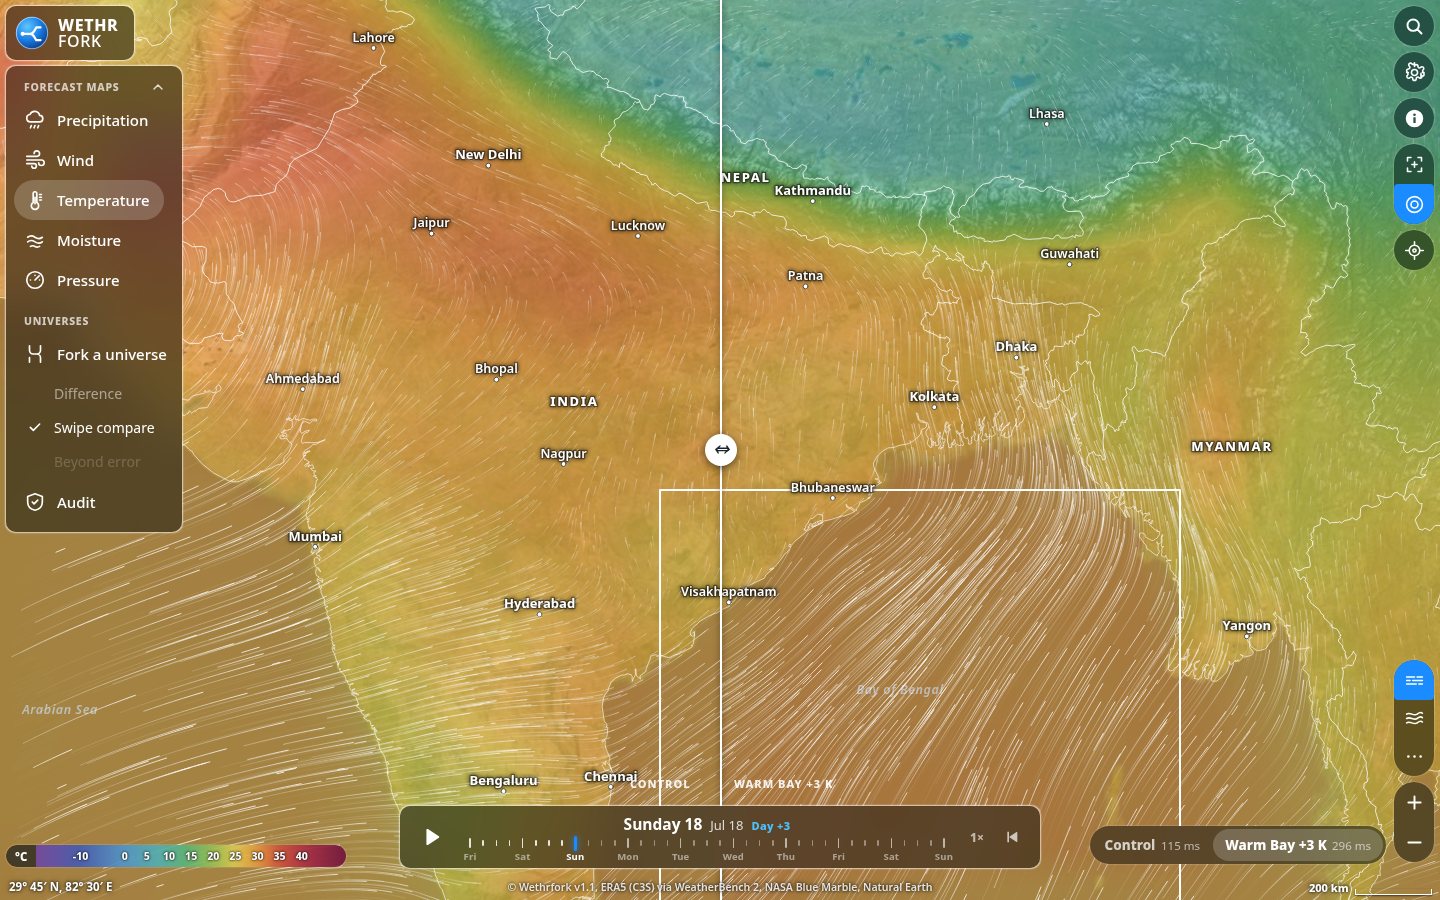 WETHR
FORK
FORECAST MAPS
Precipitation
Wind
Temperature
Moisture
Pressure
UNIVERSES
Fork a universe
Difference
Swipe compare
Beyond error
Audit
Lahore
New Delhi
Jaipur
Lucknow
NEPAL
Kathmandu
Lhasa
Patna
Guwahati
Dhaka
Ahmedabad
Bhopal
INDIA
Kolkata
Nagpur
MYANMAR
Bhubaneswar
Mumbai
Visakhapatnam
Hyderabad
Yangon
Bay of Bengal
Arabian Sea
Bengaluru
Chennai
CONTROL
WARM BAY +3 K
Sunday 18 Jul 18 Day +3
1×
Fri Sat Sun Mon Tue Wed Thu Fri Sat Sun
Control 115 ms
Warm Bay +3 K 296 ms
°C -10 0 5 10 15 20 25 30 35 40
29° 45′ N, 82° 30′ E
© Wethrfork v1.1, ERA5 (C3S) via WeatherBench 2, NASA Blue Marble, Natural Earth
200 km